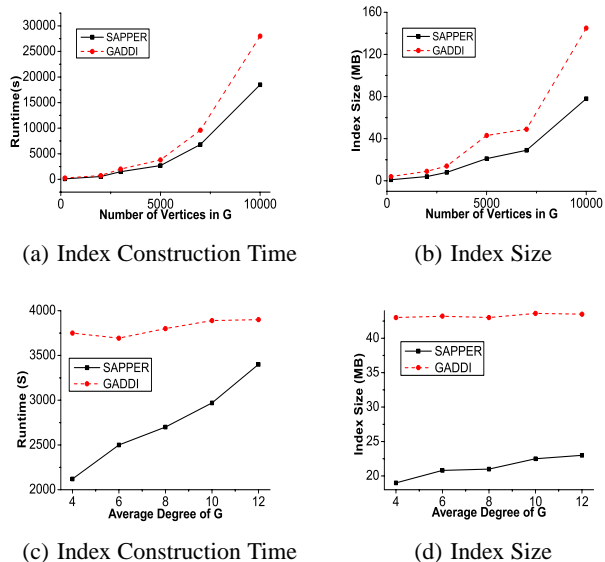 30000
25000
20000
15000
10000
5000
0
Runtime(s)
SAPPER
GADDI
0
5000
10000
Number of Vertices in G
160
120
80
40
0
Index Size (MB)
SAPPER
GADDI
0
5000
10000
Number of Vertices in G
(a) Index Construction Time
(b) Index Size
4000
3500
3000
2500
2000
Runtime (S)
SAPPER
GADDI
4
6
8
10
12
Average Degree of G
40
35
30
25
20
Index Size (MB)
SAPPER
GADDI
4
6
8
10
12
Average Degree of G
(c) Index Construction Time
(d) Index Size